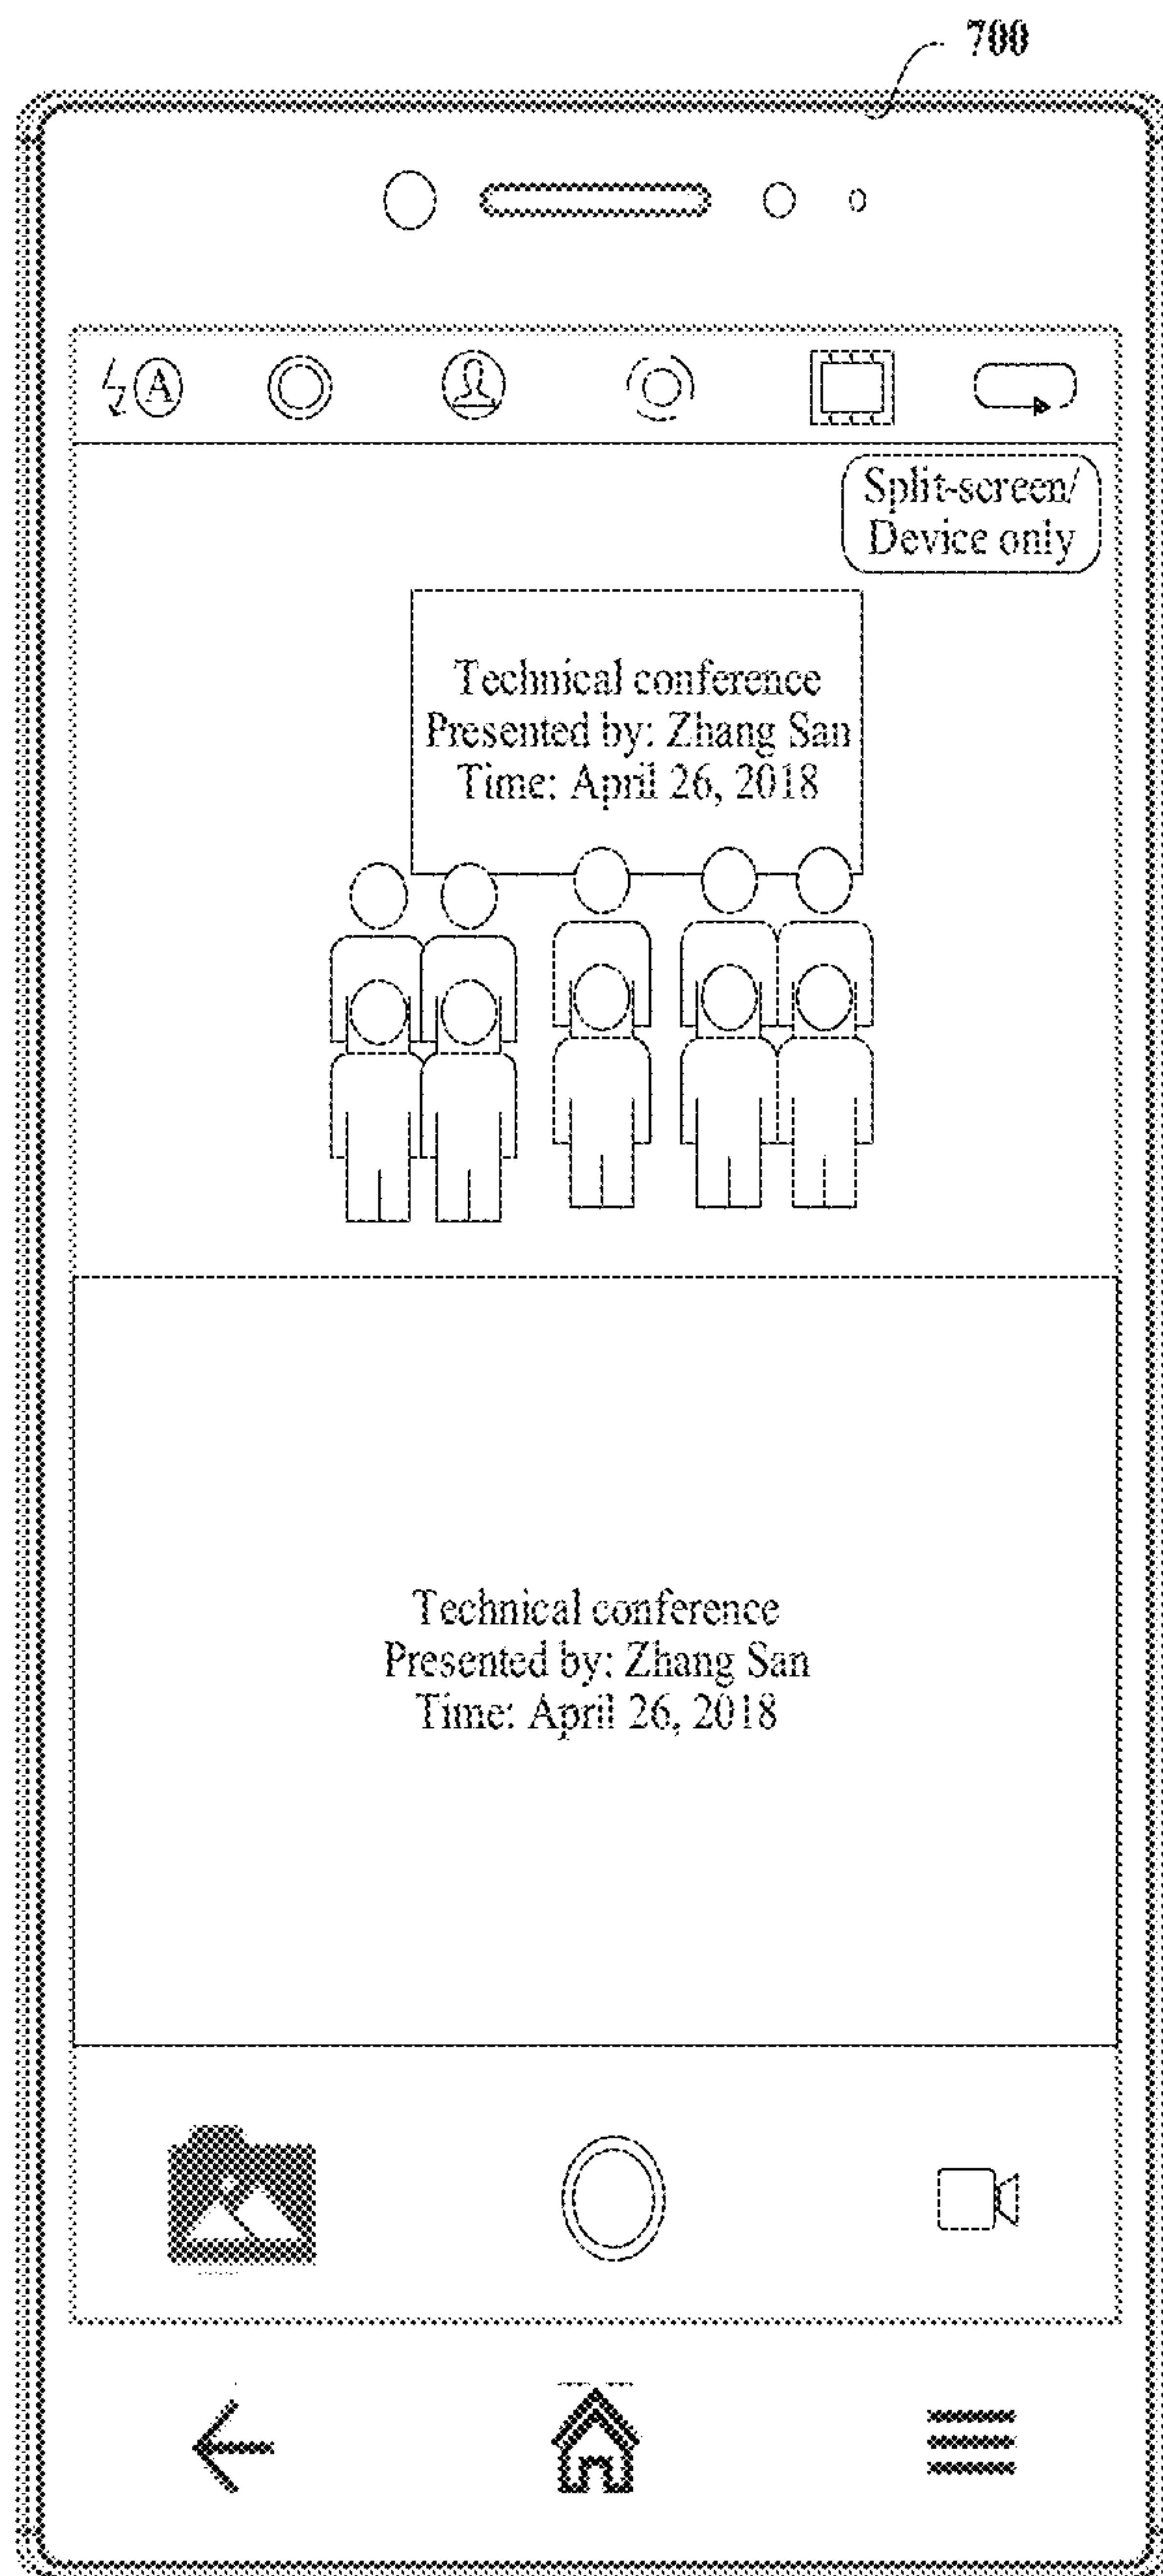 700
A
Split-screen/
Device only
Technical conference
Presented by: Zhang San
Time: April 26, 2018
Technical conference
Presented by: Zhang San
Time: April 26, 2018